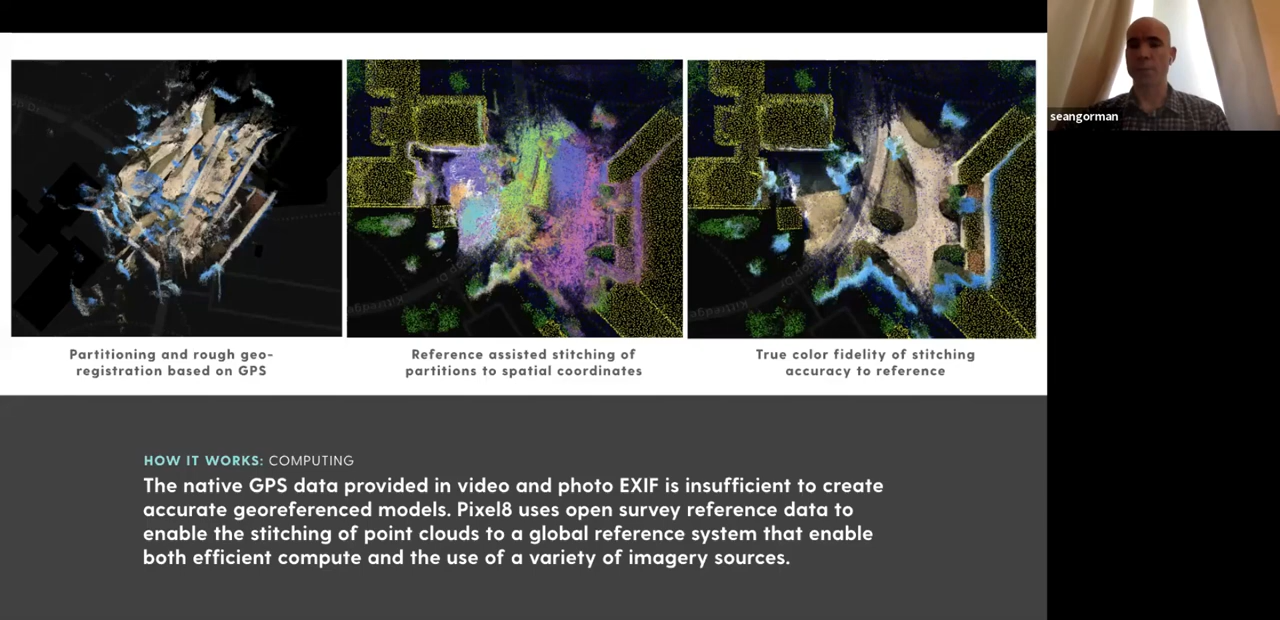 seangorman
Partitioning and rough geo-
registration based on GPS
Reference assisted stitching of
partitions to spatial coordinates
True color fidelity of stitching
accuracy to reference
HOW IT WORKS: COMPUTING
The native GPS data provided in video and photo EXIF is insufficient to create
accurate georeferenced models. Pixel8 uses open survey reference data to
enable the stitching of point clouds to a global reference system that enable
both efficient compute and the use of a variety of imagery sources.